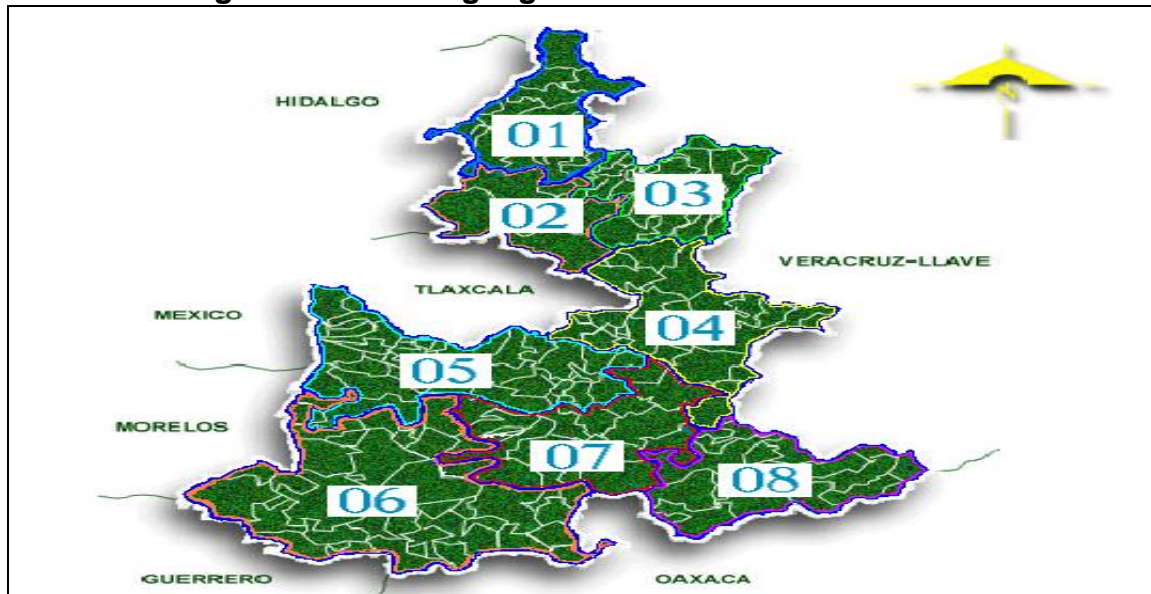 HIDALGO
01
03
02
VERACRUZ-LLAVE
TLAXCALA
MEXICO
04
05
MORELOS
07
08
06
GUERRERO
OAXACA